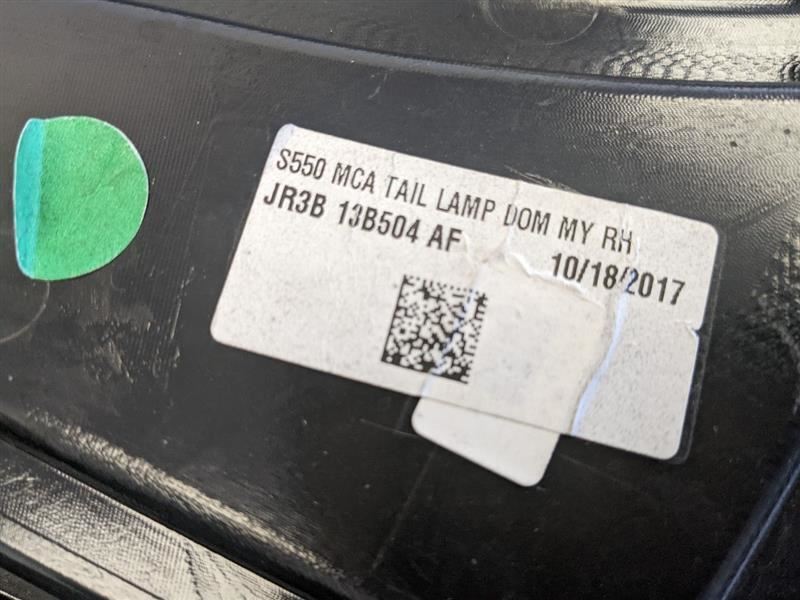 S550 MCA TAIL LAMP DOM MY RH
JR3B 13B504 AF
10/18/2017